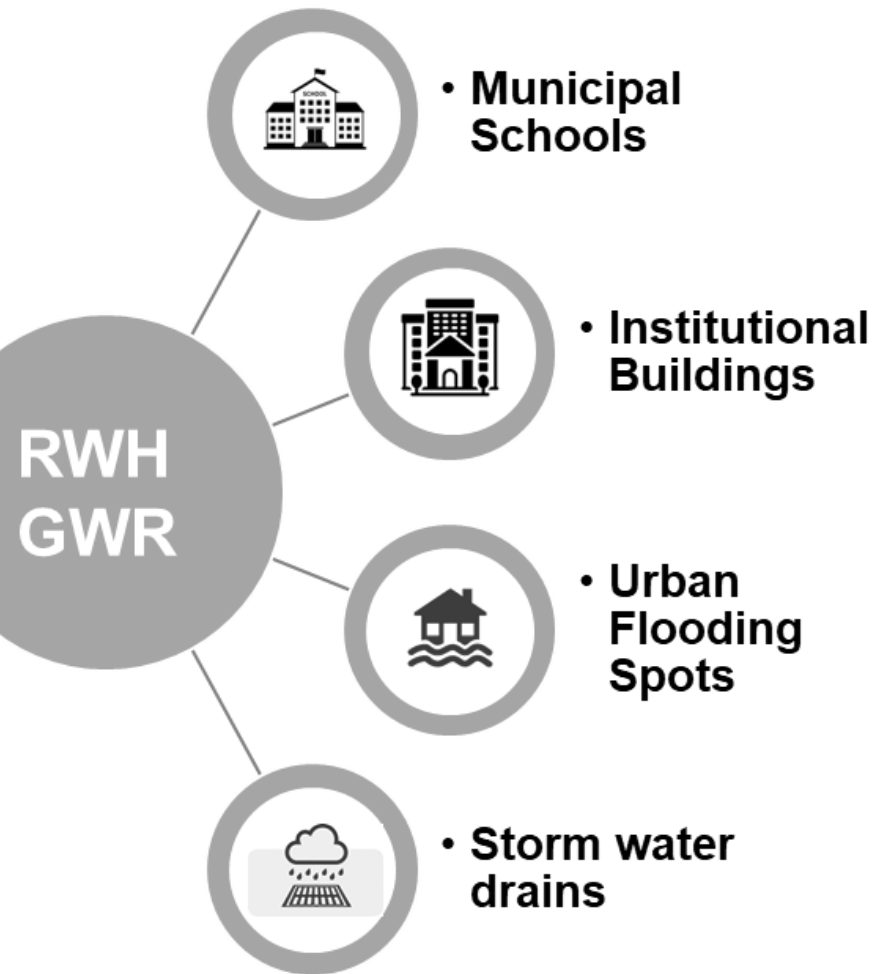 SCHOOL
• Municipal
Schools
• Institutional
Buildings
RWH
GWR
• Urban
Flooding
Spots
• Storm water
drains